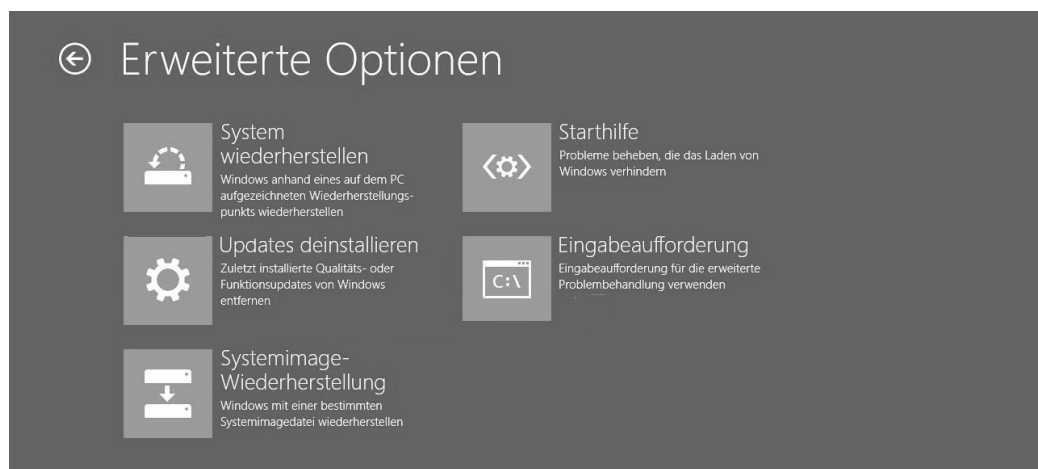 Erweiterte Optionen
System
wiederherstellen
Windows anhand eines auf dem PC
aufgezeichneten Wiederherstellungs-
punkts wiederherstellen
Starthilfe
Probleme beheben, die das Laden von
Windows verhindern
Updates deinstallieren
Zuletzt installierte Qualitäts- oder
Funktionsupdates von Windows
entfernen
C:\
Eingabeaufforderung
Eingabeaufforderung für die erweiterte
Problembehandlung verwenden
Systemimage-
Wiederherstellung
Windows mit einer bestimmten
Systemimagedatei wiederherstellen